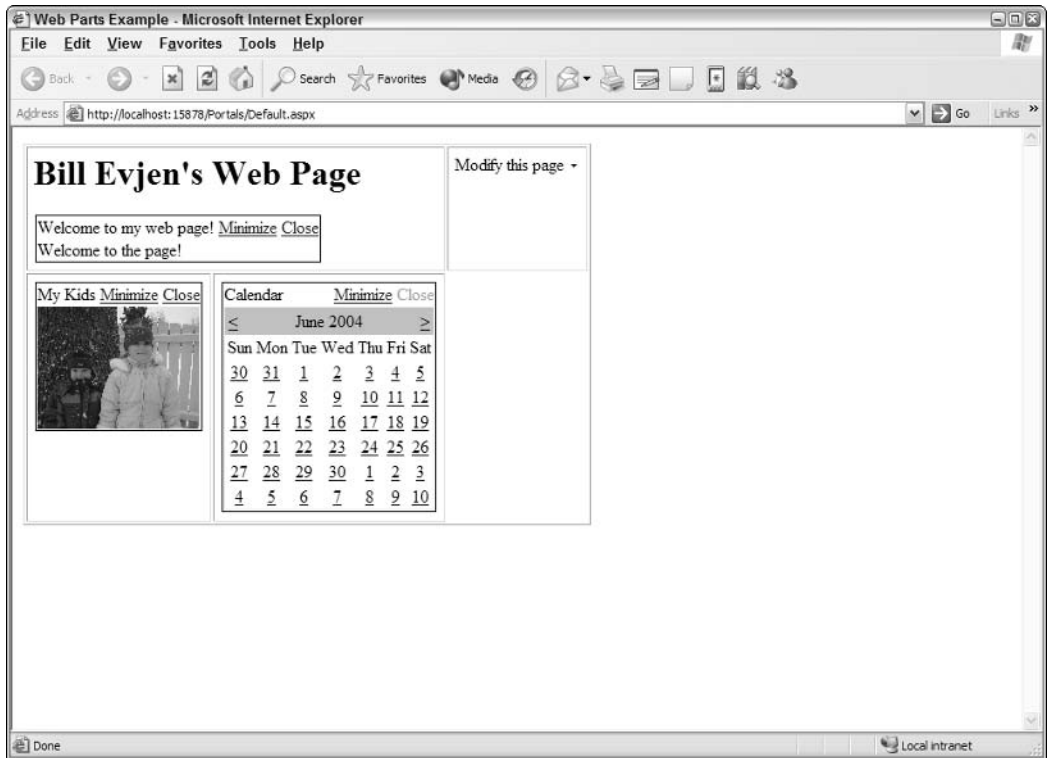 Web Parts Example - Microsoft Internet Explorer
File Edit View Favorites Tools Help
Back Search Favorites Media
Address http://localhost:15878/Portals/Default.aspx Go Links »
Bill Evjen's Web Page
Modify this page
Welcome to my web page! Minimize Close
Welcome to the page!
My Kids Minimize Close
Calendar Minimize Close
< June 2004 >
Sun Mon Tue Wed Thu Fri Sat
30 31 1 2 3 4 5
6 7 8 9 10 11 12
13 14 15 16 17 18 19
20 21 22 23 24 25 26
27 28 29 30 1 2 3
4 5 6 7 8 9 10
Done Local intranet